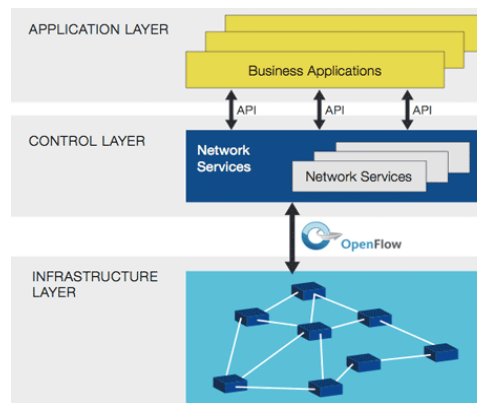 APPLICATION LAYER
Business Applications
API
API
API
CONTROL LAYER
Network
Services
Network Services
OpenFlow
INFRASTRUCTURE
LAYER